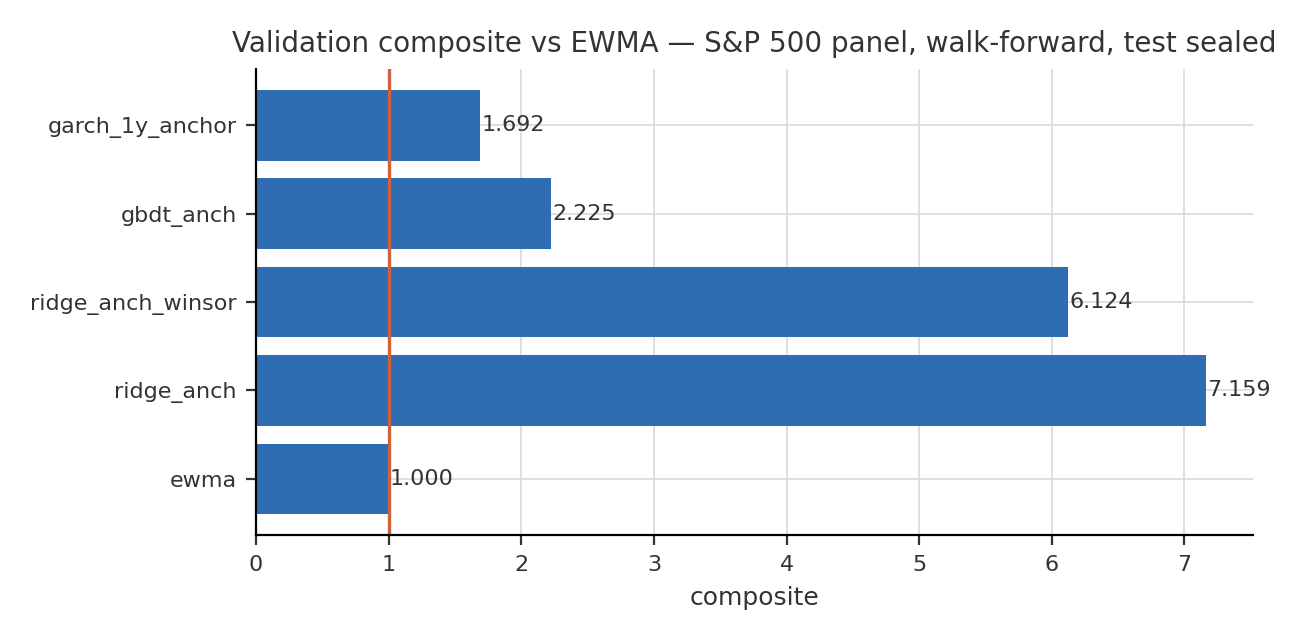 Validation composite vs EWMA — S&P 500 panel, walk-forward, test sealed
garch_1y_anchor
1.692
gbdt_anch
2.225
ridge_anch_winsor
6.124
ridge_anch
7.159
ewma
1.000
0 1 2 3 4 5 6 7
composite